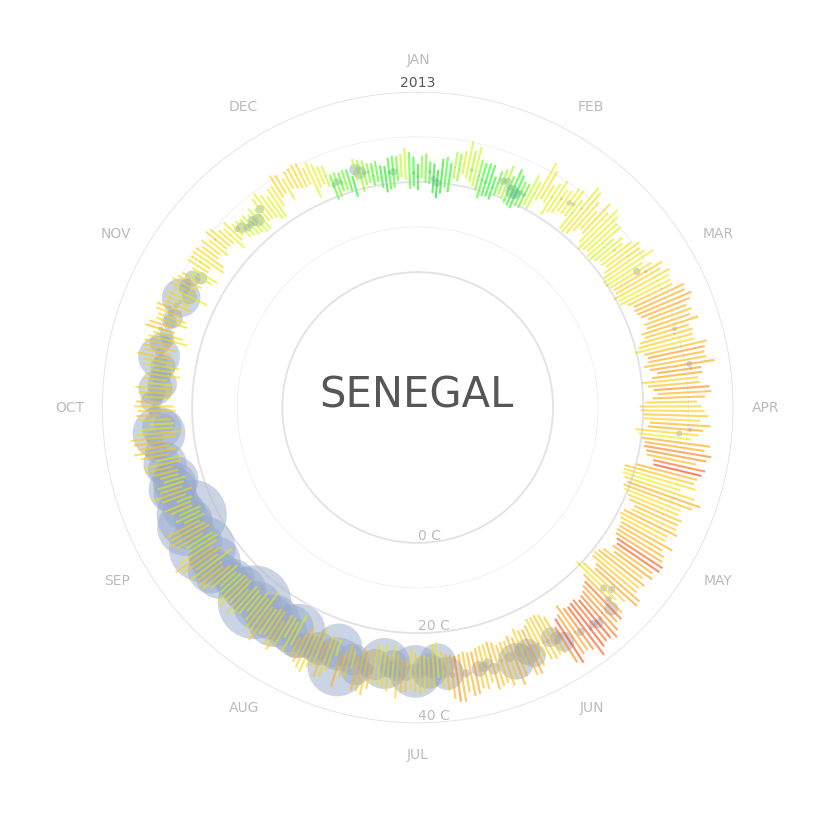 JAN
2013
DEC
FEB
NOV
MAR
SENEGAL
OCT
APR
0 C
SEP
MAY
20 C
AUG
JUN
40 C
JUL